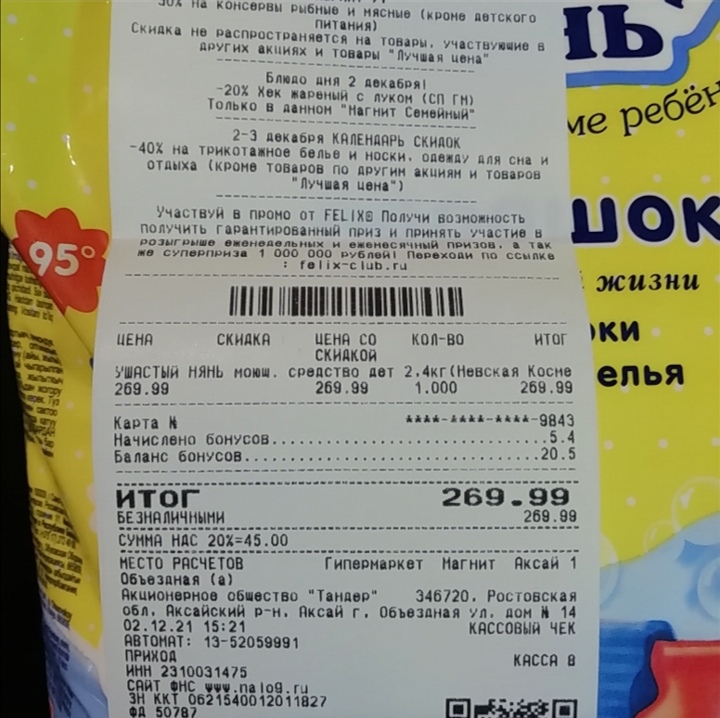 30% на консервы рыбные и мясные (кроме детского
питания)
Скидка не распространяется на товары, участвующие в
других акциях и товары "Лучшая цена"
Блюдо дня 2 декабря!
-20% Хек жареный с луком (СП ГМ)
Только в данном "Магнит Семейный"
2-3 декабря КАЛЕНДАРЬ СКИДОК
-40% на трикотажное белье и носки, одежду для сна и
отдыха (кроме товаров по другим акциям и товаров
"Лучшая цена")
Участвуй в промо от FELIX® Получи возможность
получить гарантированный приз и принять участие в
розыгрыше еженедельных и ежемесячный призов, а так
же суперприза 1 000 000 рублей! Переходи по ссылке
: felix-club.ru
ЦЕНА СКИДКА ЦЕНА СО СКИДКОЙ КОЛ-ВО ИТОГ
УШАСТЫЙ НЯНЬ моюш. средство дет 2.4кг(Невская Косме
269.99 269.99 1.000 269.99
Карта № ****-****-****-9843
Начислено бонусов..................................5.4
Баланс бонусов....................................20.5
ИТОГ 269.99
БЕЗНАЛИЧНЫМИ 269.99
СУММА НДС 20%=45.00
МЕСТО РАСЧЕТОВ Гипермаркет Магнит Аксай 1
Объездная (а)
Акционерное общество "Тандер" 346720, Ростовская
обл, Аксайский р-н, Аксай г, Объездная ул, дом № 14
02.12.21 15:21 КАССОВЫЙ ЧЕК
АВТОМАТ: 13-52059991
ПРИХОД КАССА 8
ИНН 2310031475
САЙТ ФНС www.nalog.ru
ЗН ККТ 0621540012011827
ФД 50787
95°
нь
ме ребён
шок
жизни
ки
елья